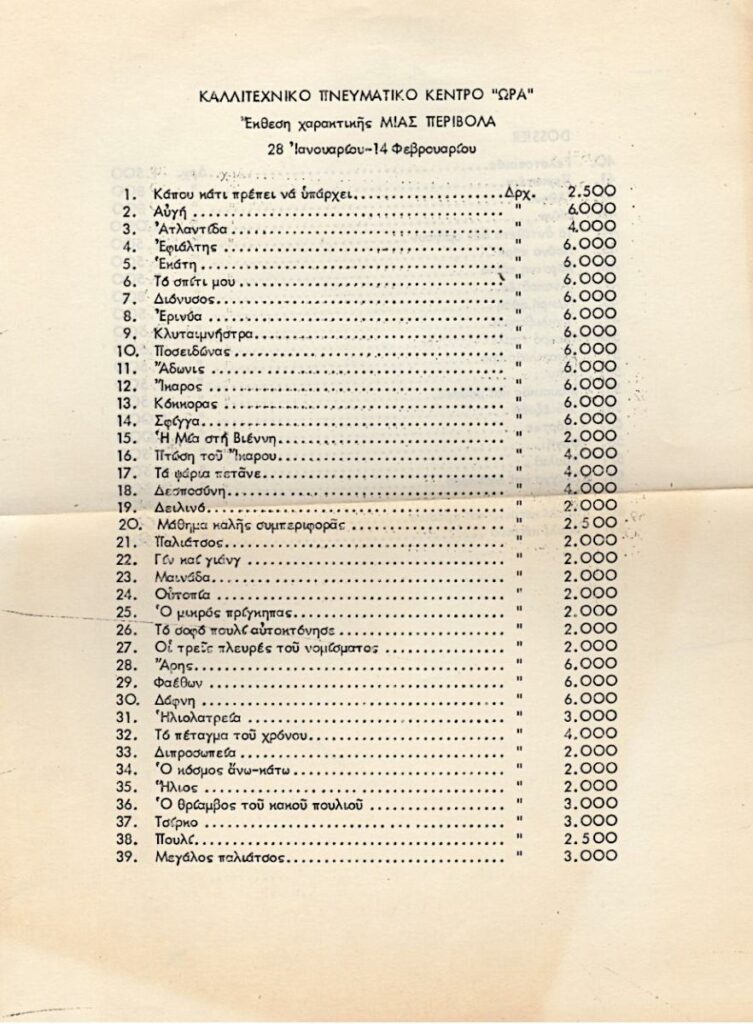 ΚΑΛΛΙΤΕΧΝΙΚΟ ΠΝΕΥΜΑΤΙΚΟ ΚΕΝΤΡΟ "ΩΡΑ"
Ἔκθεση χαρακτικῆς ΜΙΑΣ ΠΕΡΙΒΟΛΑ
28 Ἰανουαρίου-14 Φεβρουαρίου
1. Κάπου κάτι πρέπει νά ὑπάρχει Δρχ. 2.500
2. Αὐγή " 6.000
3. Ἀτλαντίδα " 4.000
4. Ἐφιάλτης " 6.000
5. Ἑκάτη " 6.000
6. Τό σπίτι μου " 6.000
7. Διόνυσος " 6.000
8. Ἐρινύα " 6.000
9. Κλυταιμνήστρα " 6.000
10. Ποσειδώνας " 6.000
11. Ἄδωνις " 6.000
12. Ἴκαρος " 6.000
13. Κόκκορας " 6.000
14. Σφίγγα " 6.000
15. Ἡ Μία στή Βιέννη " 2.000
16. Πτώση τοῦ Ἴκαρου " 4.000
17. Τά ψάρια πετᾶνε " 4.000
18. Δεσποσύνη " 4.000
19. Δειλινό " 2.000
20. Μάθημα καλῆς συμπεριφορᾶς " 2.500
21. Παλιάτσος " 2.000
22. Γίν καί γιάνγ " 2.000
23. Μαινάδα " 2.000
24. Οὐτοπία " 2.000
25. Ὁ μικρός πρίγκηπας " 2.000
26. Τό σοφό πουλί αὐτοκτόνησε " 2.000
27. Οἱ τρεῖς πλευρές τοῦ νομίσματος " 2.000
28. Ἄρης " 6.000
29. Φαέθων " 6.000
30. Δάφνη " 6.000
31. Ἡλιολατρεία " 3.000
32. Τό πέταγμα τοῦ χρόνου " 4.000
33. Διπροσωπεία " 2.000
34. Ὁ κόσμος ἄνω-κάτω " 2.000
35. Ἥλιος " 2.000
36. Ὁ θρίαμβος τοῦ κακοῦ πουλιοῦ " 3.000
37. Τσίρκο " 3.000
38. Πουλί " 2.500
39. Μεγάλος παλιάτσος " 3.000